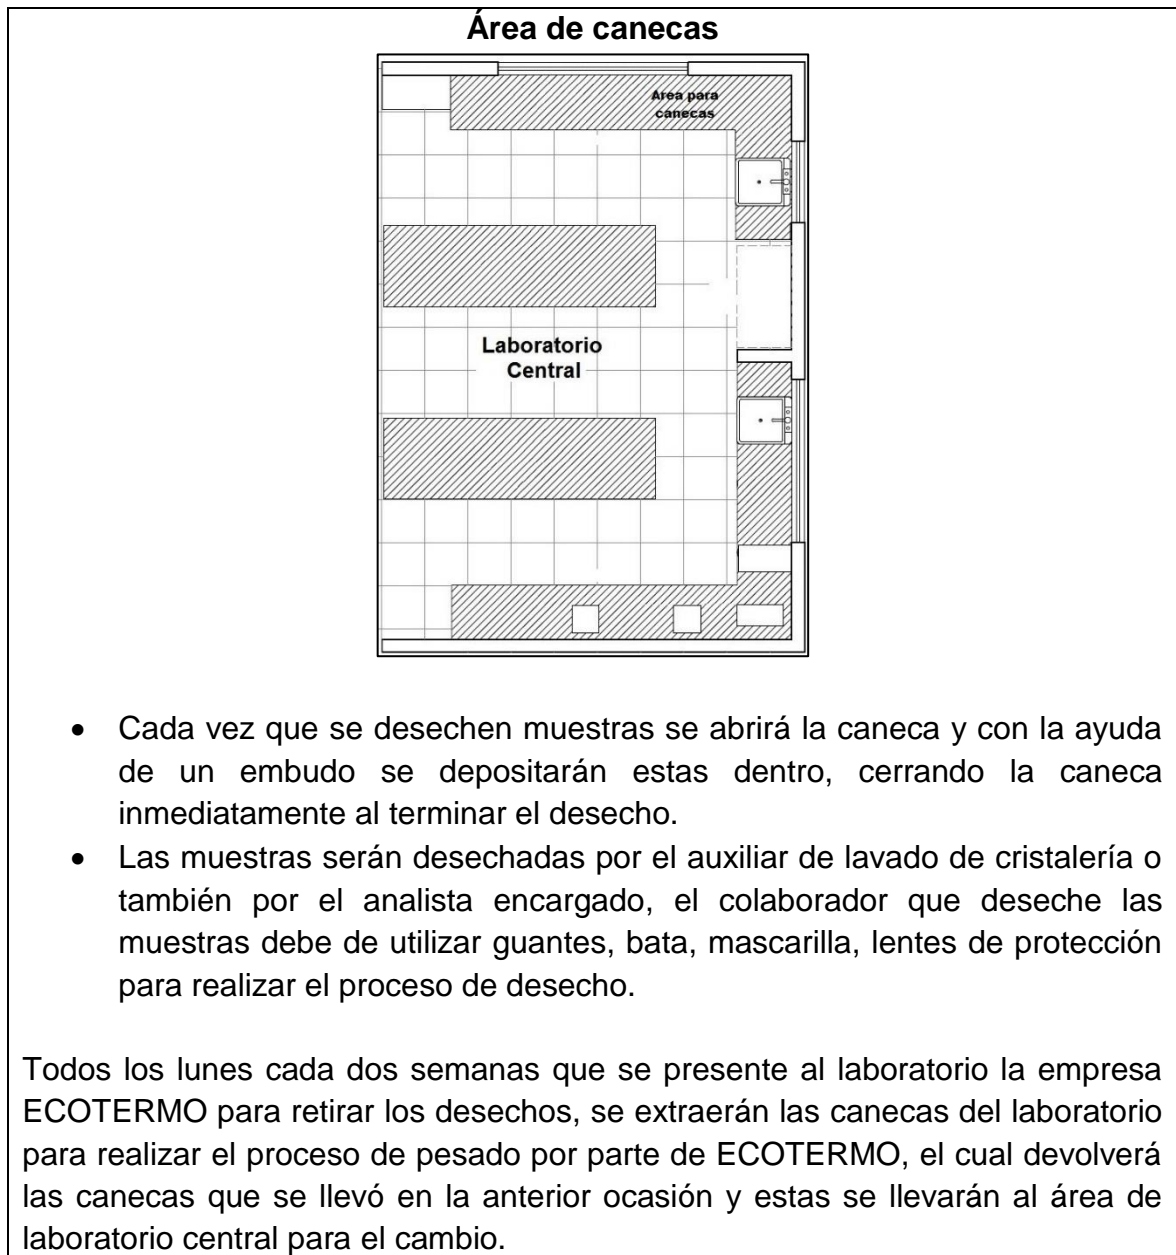 Área de canecas
Area para
canecas
Laboratorio
Central
• Cada vez que se desechen muestras se abrirá la caneca y con la ayuda
de un embudo se depositarán estas dentro, cerrando la caneca
inmediatamente al terminar el desecho.
• Las muestras serán desechadas por el auxiliar de lavado de cristalería o
también por el analista encargado, el colaborador que deseche las
muestras debe de utilizar guantes, bata, mascarilla, lentes de protección
para realizar el proceso de desecho.
Todos los lunes cada dos semanas que se presente al laboratorio la empresa
ECOTERMO para retirar los desechos, se extraerán las canecas del laboratorio
para realizar el proceso de pesado por parte de ECOTERMO, el cual devolverá
las canecas que se llevó en la anterior ocasión y estas se llevarán al área de
laboratorio central para el cambio.